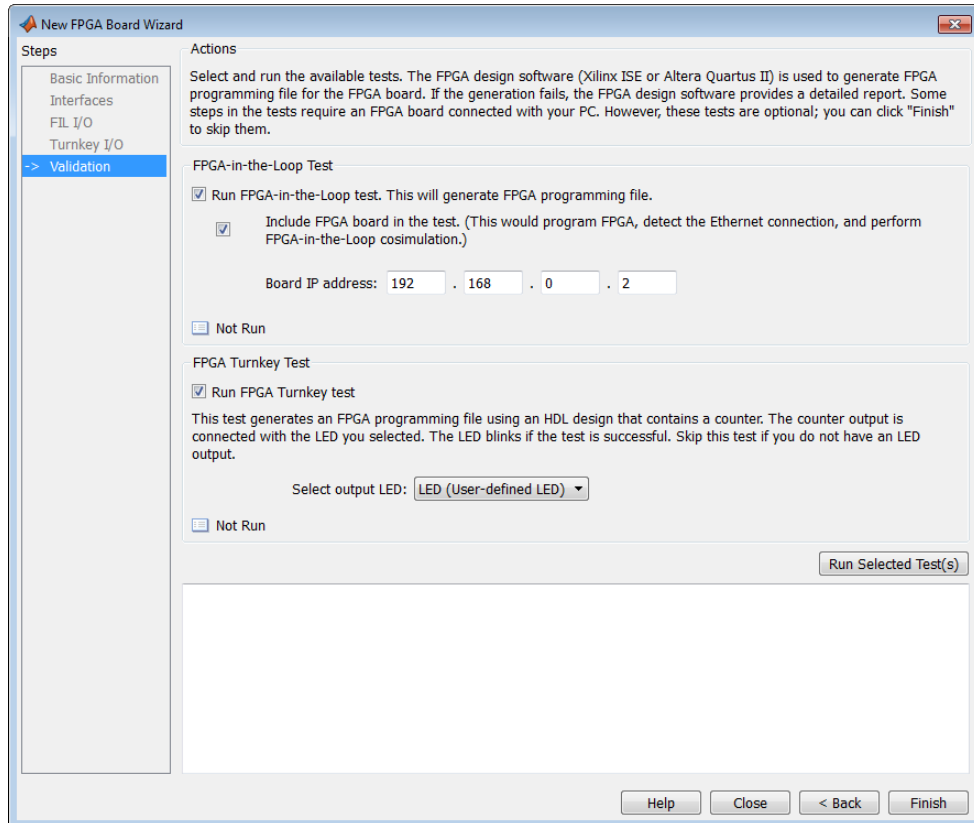 New FPGA Board Wizard
Steps
Basic Information
Interfaces
FIL I/O
Turnkey I/O
-> Validation
Actions
Select and run the available tests. The FPGA design software (Xilinx ISE or Altera Quartus II) is used to generate FPGA
programming file for the FPGA board. If the generation fails, the FPGA design software provides a detailed report. Some
steps in the tests require an FPGA board connected with your PC. However, these tests are optional; you can click "Finish"
to skip them.
FPGA-in-the-Loop Test
Run FPGA-in-the-Loop test. This will generate FPGA programming file.
Include FPGA board in the test. (This would program FPGA, detect the Ethernet connection, and perform
FPGA-in-the-Loop cosimulation.)
Board IP address: 192 . 168 . 0 . 2
Not Run
FPGA Turnkey Test
Run FPGA Turnkey test
This test generates an FPGA programming file using an HDL design that contains a counter. The counter output is
connected with the LED you selected. The LED blinks if the test is successful. Skip this test if you do not have an LED
output.
Select output LED: LED (User-defined LED)
Not Run
Run Selected Test(s)
Help Close < Back Finish